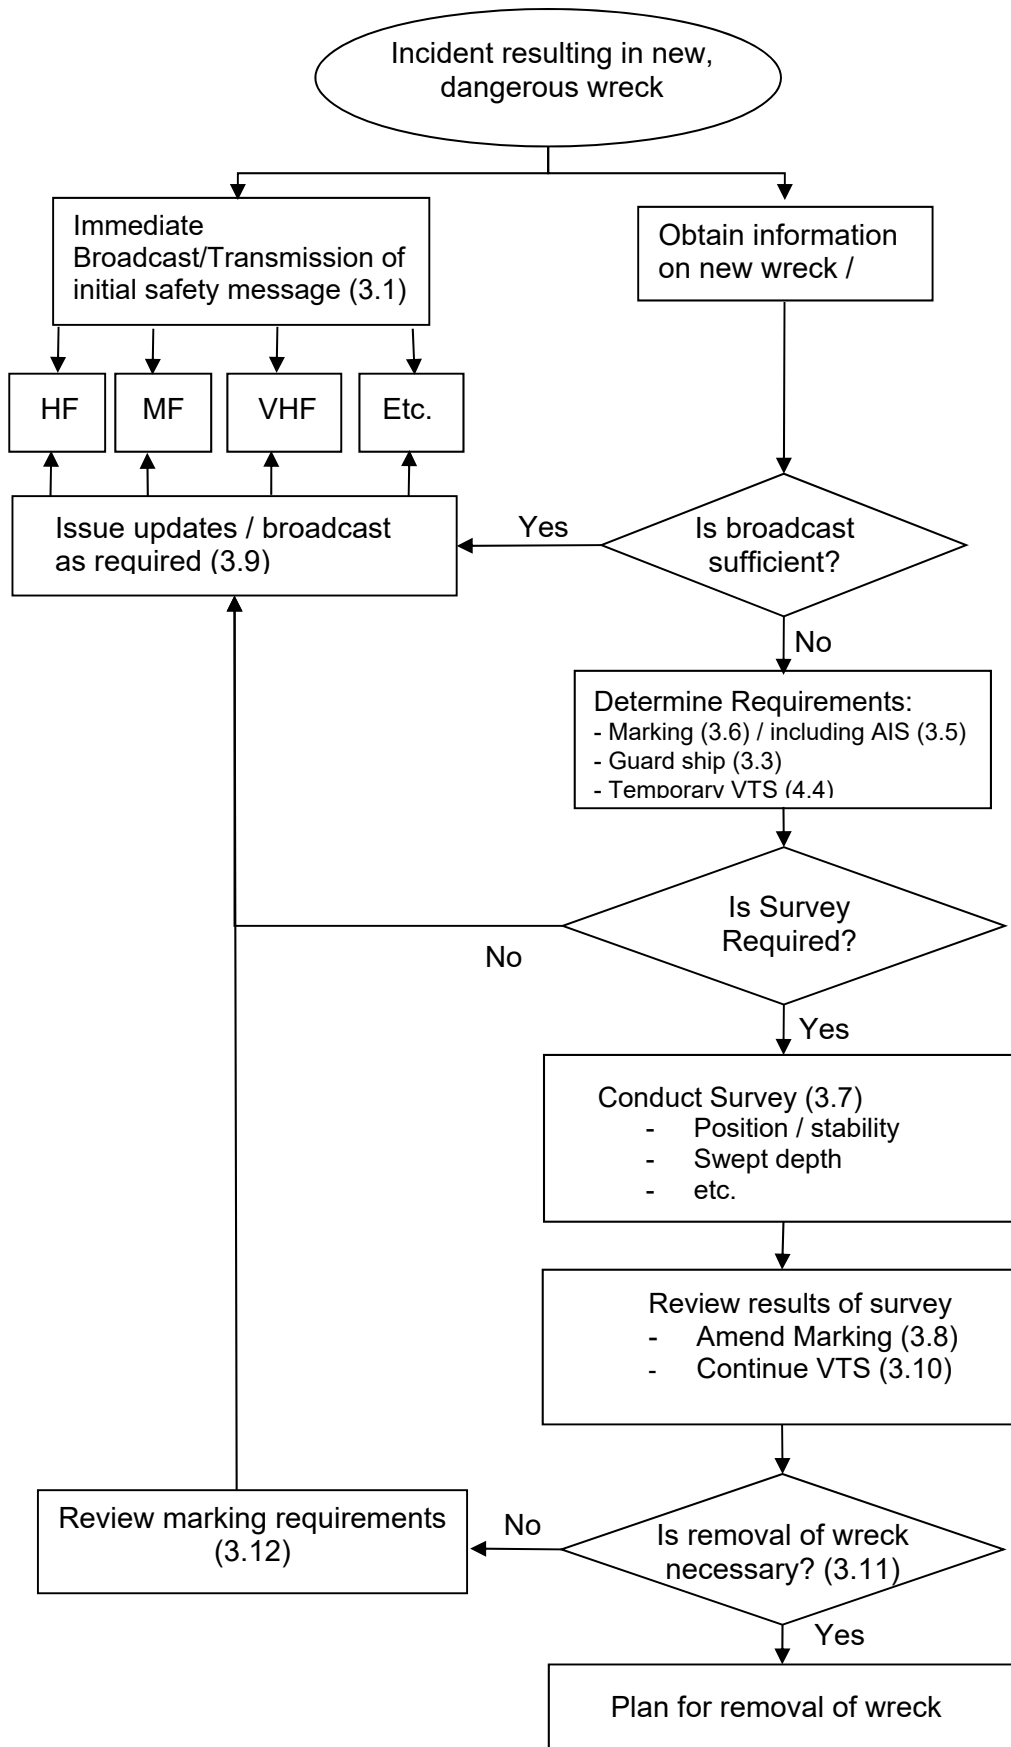 Incident resulting in new,
dangerous wreck
Immediate
Broadcast/Transmission of
initial safety message (3.1)
Obtain information
on new wreck /
HF
MF
VHF
Etc.
Issue updates / broadcast
as required (3.9)
Yes
Is broadcast
sufficient?
No
Determine Requirements:
- Marking (3.6) / including AIS (3.5)
- Guard ship (3.3)
- Temporary VTS (4.4)
Is Survey
Required?
No
Yes
Conduct Survey (3.7)
- Position / stability
- Swept depth
- etc.
Review results of survey
- Amend Marking (3.8)
- Continue VTS (3.10)
Review marking requirements
(3.12)
No
Is removal of wreck
necessary? (3.11)
Yes
Plan for removal of wreck